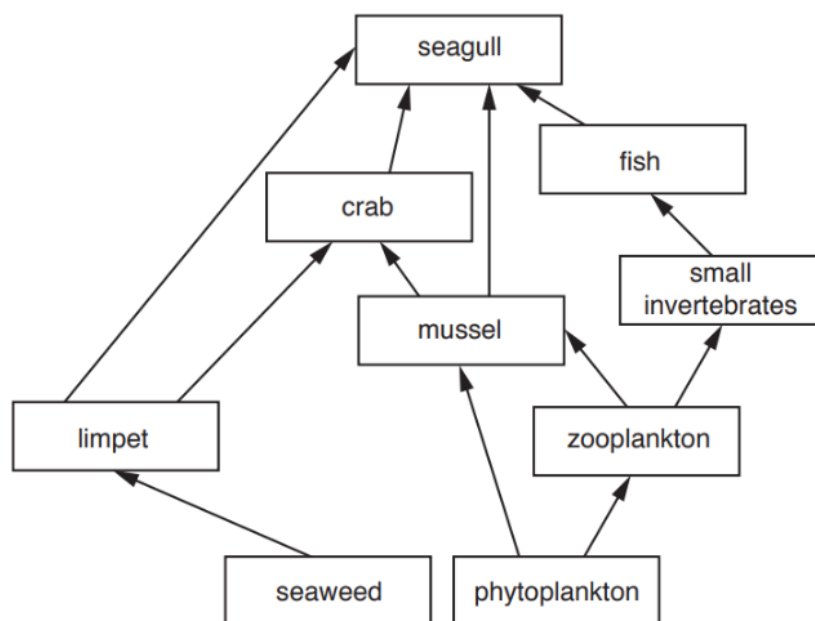 seagull
fish
crab
small
invertebrates
mussel
limpet
zooplankton
seaweed
phytoplankton